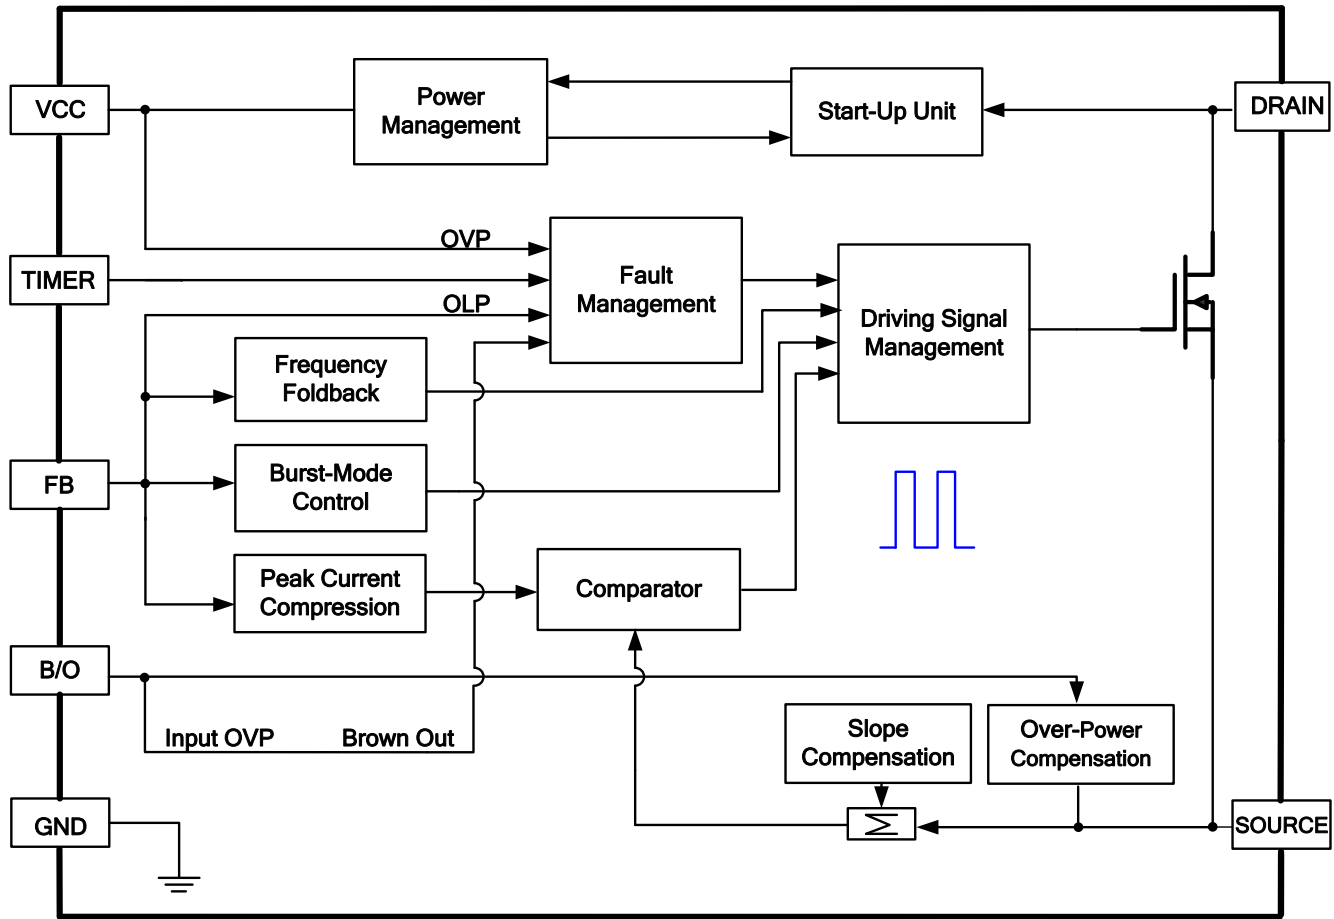 VCC
Power
Management
Start-Up Unit
DRAIN
OVP
TIMER
Fault
Management
OLP
Driving Signal
Management
Frequency
Foldback
FB
Burst-Mode
Control
Peak Current
Compression
Comparator
B/O
Input OVP
Brown Out
Slope
Compensation
Over-Power
Compensation
GND
Σ
SOURCE